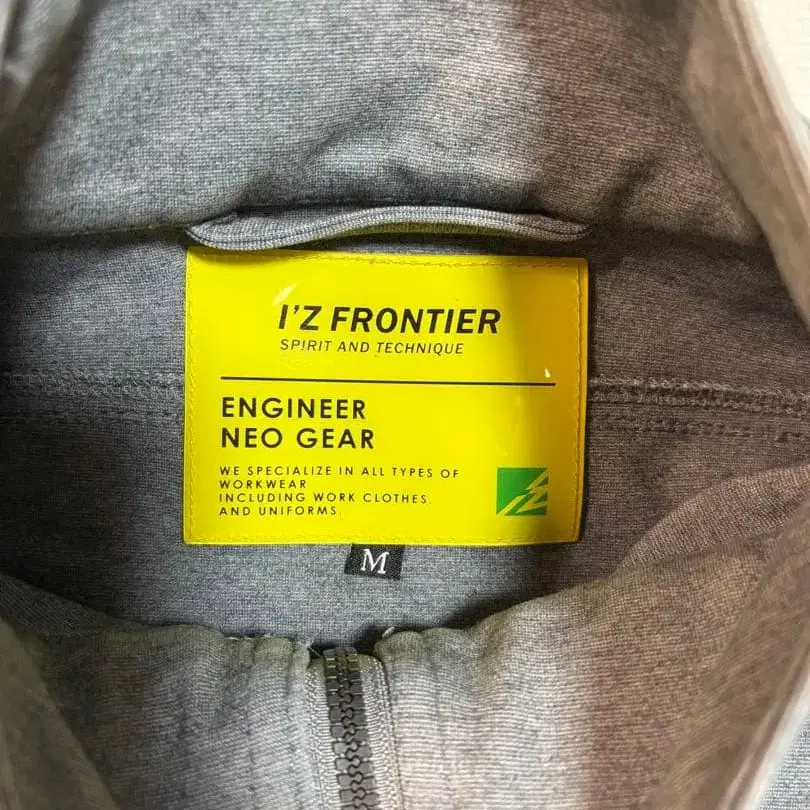 I'Z FRONTIER
SPIRIT AND TECHNIQUE
ENGINEER
NEO GEAR
WE SPECIALIZE IN ALL TYPES OF
WORKWEAR
INCLUDING WORK CLOTHES.
AND UNIFORMS.
M